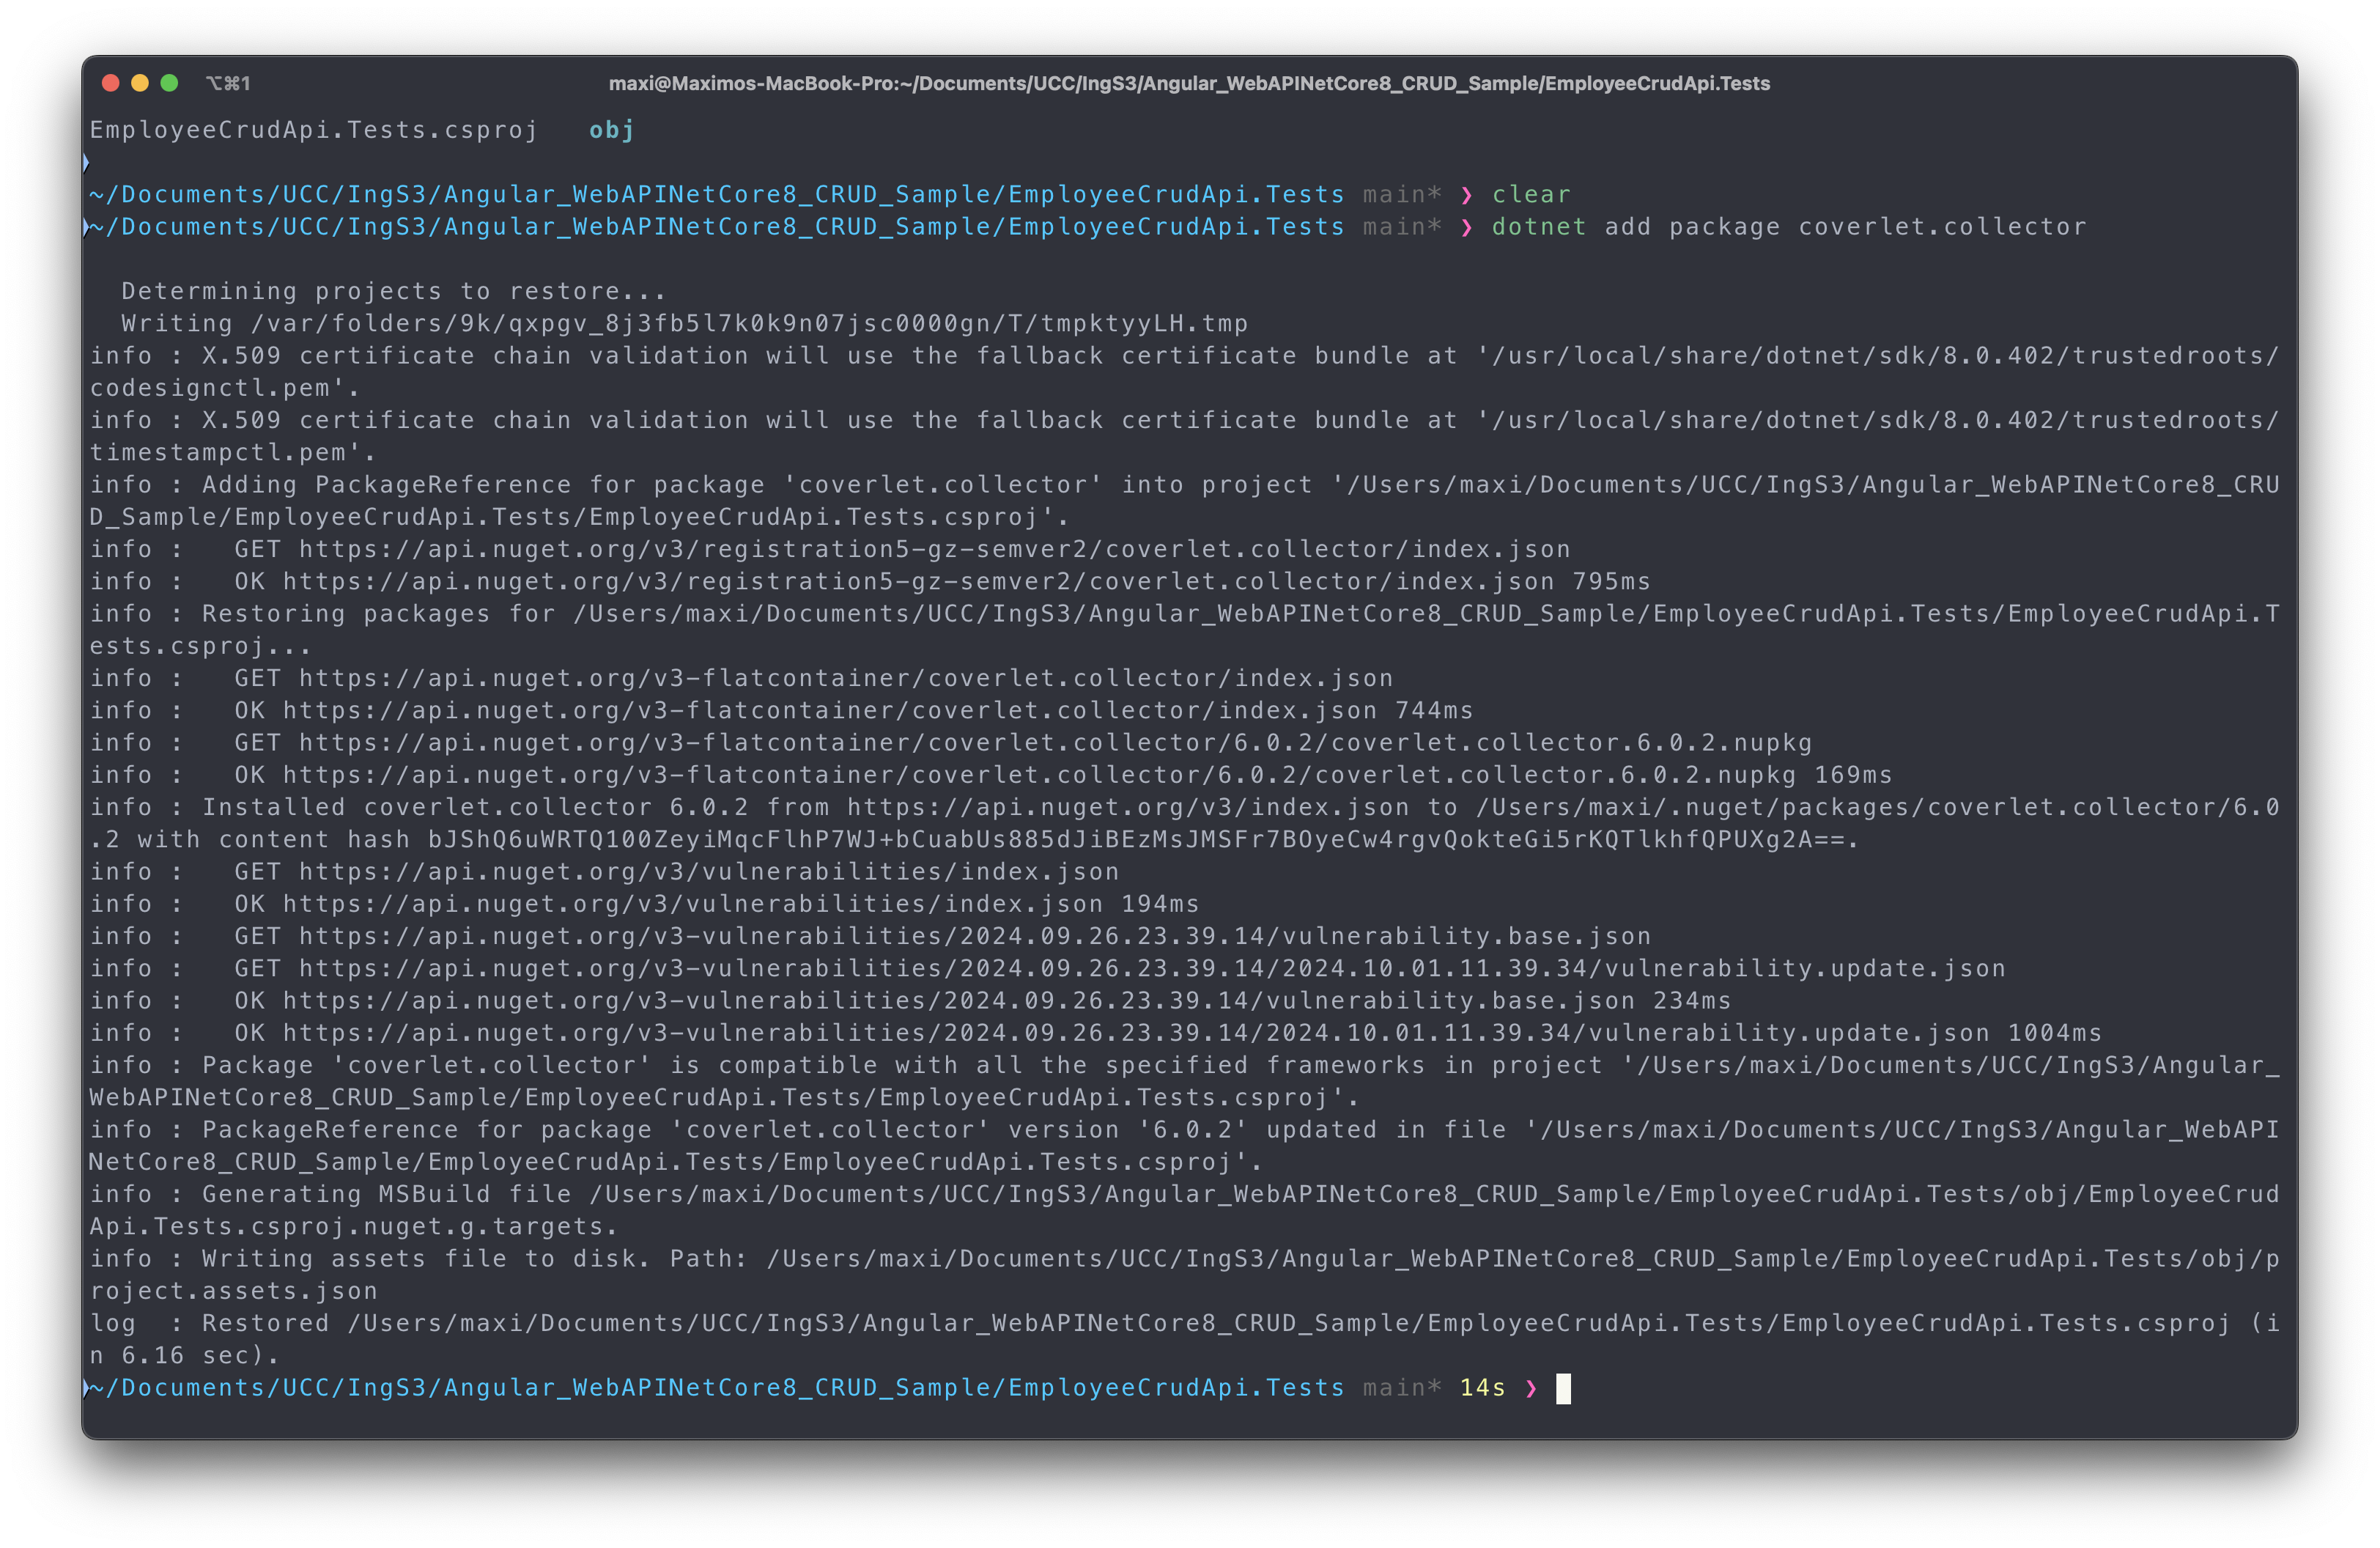 ⌥⌘1
maxi@Maximos-MacBook-Pro:~/Documents/UCC/IngS3/Angular_WebAPINetCore8_CRUD_Sample/EmployeeCrudApi.Tests
EmployeeCrudApi.Tests.csproj   obj
~/Documents/UCC/IngS3/Angular_WebAPINetCore8_CRUD_Sample/EmployeeCrudApi.Tests main* ❯ clear
~/Documents/UCC/IngS3/Angular_WebAPINetCore8_CRUD_Sample/EmployeeCrudApi.Tests main* ❯ dotnet add package coverlet.collector
  Determining projects to restore...
  Writing /var/folders/9k/qxpgv_8j3fb5l7k0k9n07jsc0000gn/T/tmpktyyLH.tmp
info : X.509 certificate chain validation will use the fallback certificate bundle at '/usr/local/share/dotnet/sdk/8.0.402/trustedroots/
codesignctl.pem'.
info : X.509 certificate chain validation will use the fallback certificate bundle at '/usr/local/share/dotnet/sdk/8.0.402/trustedroots/
timestampctl.pem'.
info : Adding PackageReference for package 'coverlet.collector' into project '/Users/maxi/Documents/UCC/IngS3/Angular_WebAPINetCore8_CRU
D_Sample/EmployeeCrudApi.Tests/EmployeeCrudApi.Tests.csproj'.
info :   GET https://api.nuget.org/v3/registration5-gz-semver2/coverlet.collector/index.json
info :   OK https://api.nuget.org/v3/registration5-gz-semver2/coverlet.collector/index.json 795ms
info : Restoring packages for /Users/maxi/Documents/UCC/IngS3/Angular_WebAPINetCore8_CRUD_Sample/EmployeeCrudApi.Tests/EmployeeCrudApi.T
ests.csproj...
info :   GET https://api.nuget.org/v3-flatcontainer/coverlet.collector/index.json
info :   OK https://api.nuget.org/v3-flatcontainer/coverlet.collector/index.json 744ms
info :   GET https://api.nuget.org/v3-flatcontainer/coverlet.collector/6.0.2/coverlet.collector.6.0.2.nupkg
info :   OK https://api.nuget.org/v3-flatcontainer/coverlet.collector/6.0.2/coverlet.collector.6.0.2.nupkg 169ms
info : Installed coverlet.collector 6.0.2 from https://api.nuget.org/v3/index.json to /Users/maxi/.nuget/packages/coverlet.collector/6.0
.2 with content hash bJShQ6uWRTQ100ZeyiMqcFlhP7WJ+bCuabUs885dJiBEzMsJMSFr7BOyeCw4rgvQokteGi5rKQTlkhfQPUXg2A==.
info :   GET https://api.nuget.org/v3/vulnerabilities/index.json
info :   OK https://api.nuget.org/v3/vulnerabilities/index.json 194ms
info :   GET https://api.nuget.org/v3-vulnerabilities/2024.09.26.23.39.14/vulnerability.base.json
info :   GET https://api.nuget.org/v3-vulnerabilities/2024.09.26.23.39.14/2024.10.01.11.39.34/vulnerability.update.json
info :   OK https://api.nuget.org/v3-vulnerabilities/2024.09.26.23.39.14/vulnerability.base.json 234ms
info :   OK https://api.nuget.org/v3-vulnerabilities/2024.09.26.23.39.14/2024.10.01.11.39.34/vulnerability.update.json 1004ms
info : Package 'coverlet.collector' is compatible with all the specified frameworks in project '/Users/maxi/Documents/UCC/IngS3/Angular_
WebAPINetCore8_CRUD_Sample/EmployeeCrudApi.Tests/EmployeeCrudApi.Tests.csproj'.
info : PackageReference for package 'coverlet.collector' version '6.0.2' updated in file '/Users/maxi/Documents/UCC/IngS3/Angular_WebAPI
NetCore8_CRUD_Sample/EmployeeCrudApi.Tests/EmployeeCrudApi.Tests.csproj'.
info : Generating MSBuild file /Users/maxi/Documents/UCC/IngS3/Angular_WebAPINetCore8_CRUD_Sample/EmployeeCrudApi.Tests/obj/EmployeeCrud
Api.Tests.csproj.nuget.g.targets.
info : Writing assets file to disk. Path: /Users/maxi/Documents/UCC/IngS3/Angular_WebAPINetCore8_CRUD_Sample/EmployeeCrudApi.Tests/obj/p
roject.assets.json
log  : Restored /Users/maxi/Documents/UCC/IngS3/Angular_WebAPINetCore8_CRUD_Sample/EmployeeCrudApi.Tests/EmployeeCrudApi.Tests.csproj (i
n 6.16 sec).
~/Documents/UCC/IngS3/Angular_WebAPINetCore8_CRUD_Sample/EmployeeCrudApi.Tests main* 14s ❯